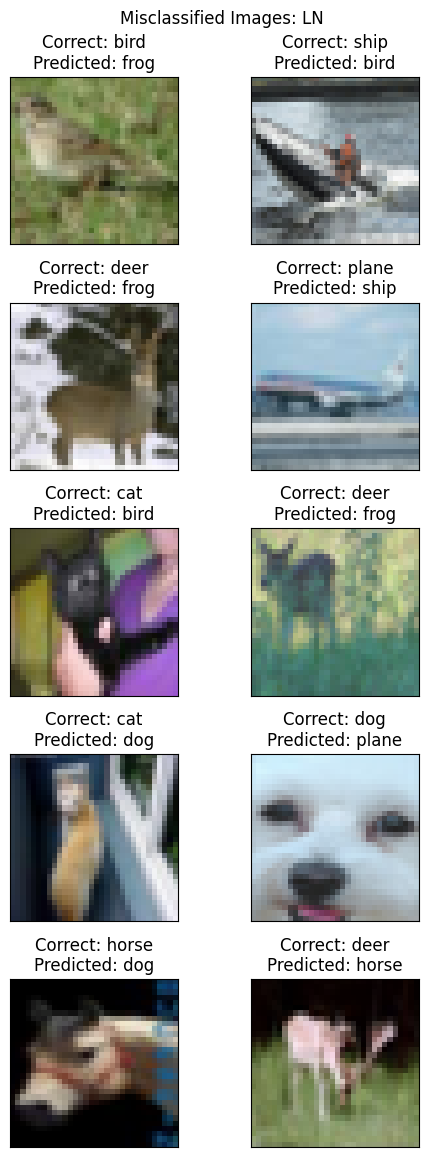 Misclassified Images: LN
Correct: bird
Predicted: frog
Correct: ship
Predicted: bird
Correct: deer
Predicted: frog
Correct: plane
Predicted: ship
Correct: cat
Predicted: bird
Correct: deer
Predicted: frog
Correct: cat
Predicted: dog
Correct: dog
Predicted: plane
Correct: horse
Predicted: dog
Correct: deer
Predicted: horse